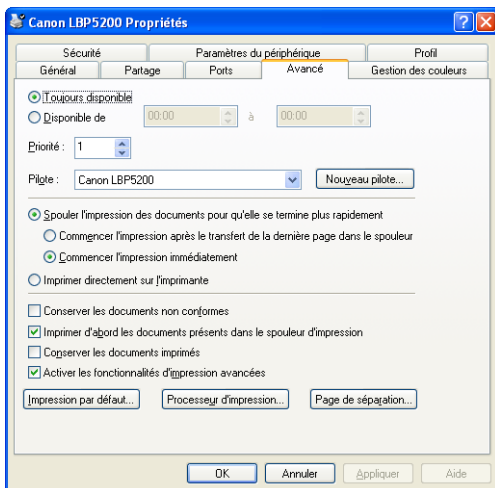 Canon LBP5200 Propriétés
Sécurité Paramètres du périphérique Profil
Général Partage Ports Avancé Gestion des couleurs
Toujours disponible
Disponible de 00:00 à 00:00
Priorité : 1
Pilote : Canon LBP5200 Nouveau pilote...
Spouler l'impression des documents pour qu'elle se termine plus rapidement
Commencer l'impression après le transfert de la dernière page dans le spouleur
Commencer l'impression immédiatement
Imprimer directement sur l'imprimante
Conserver les documents non conformes
Imprimer d'abord les documents présents dans le spouleur d'impression
Conserver les documents imprimés
Activer les fonctionnalités d'impression avancées
Impression par défaut... Processeur d'impression... Page de séparation...
OK Annuler Appliquer Aide